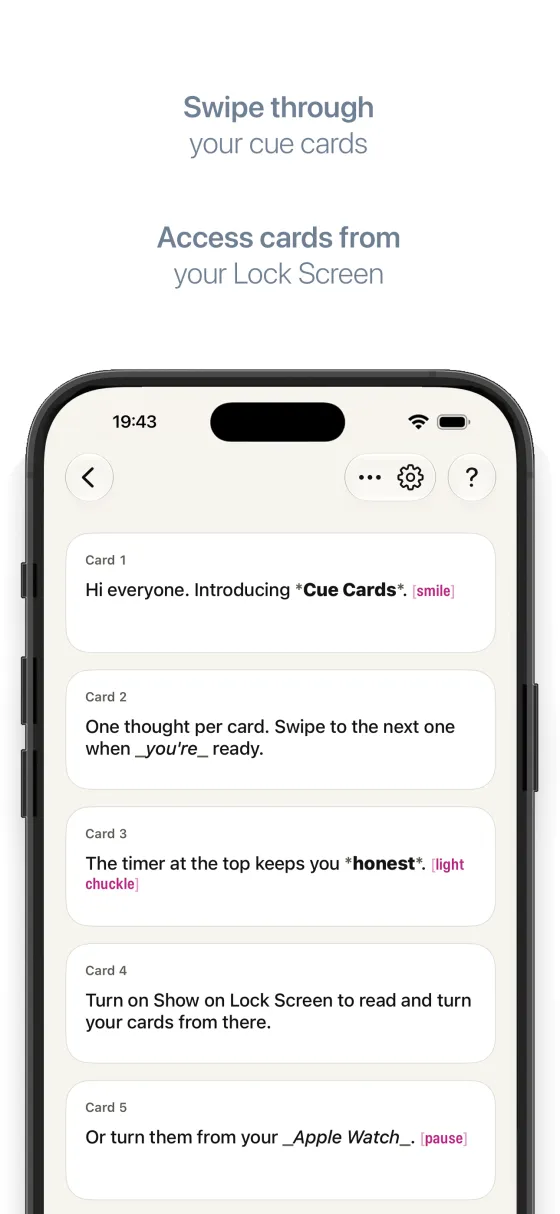 Swipe through
your cue cards
Access cards from
your Lock Screen
19:43
?
Card 1
Hi everyone. Introducing *Cue Cards*. [smile]
Card 2
One thought per card. Swipe to the next one
when _you're_ ready.
Card 3
The timer at the top keeps you *honest*. [light
chuckle]
Card 4
Turn on Show on Lock Screen to read and turn
your cards from there.
Card 5
Or turn them from your _Apple Watch_. [pause]